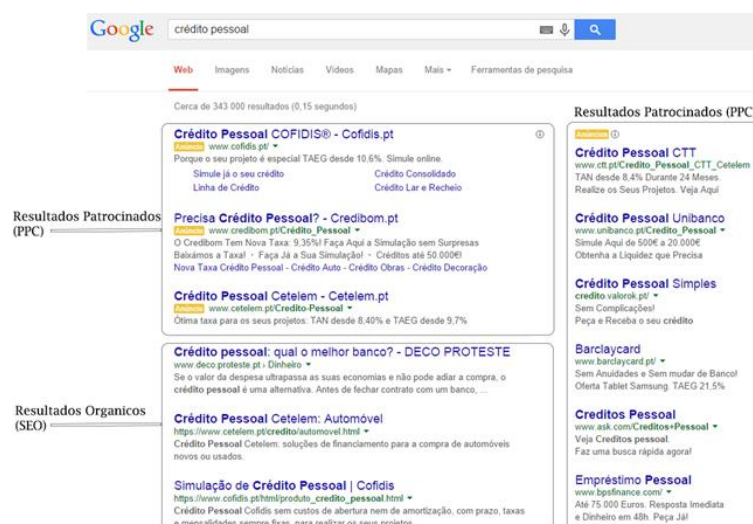 Google
crédito pessoal
Web Imagens Notícias Vídeos Mapas Mais Ferramentas de pesquisa
Cerca de 343 000 resultados (0,15 segundos)
Resultados Patrocinados (PPC)
Crédito Pessoal COFIDIS® - Cofidis.pt
Anúncio www.cofidis.pt/
Porque o seu projeto é especial TAEG desde 10,6%. Simule online.
Simule já o seu crédito Crédito Consolidado
Linha de Crédito Crédito Lar e Recheio
Precisa Crédito Pessoal? - Credibom.pt
Anúncio www.credibom.pt/Crédito_Pessoal
O Credibom Tem Nova Taxa: 9,35%! Faça Aqui a Simulação sem Surpresas
Baixámos a Taxa! · Faça Já a Sua Simulação! · Créditos até 50.000€!
Nova Taxa Crédito Pessoal - Crédito Auto - Crédito Obras - Crédito Decoração
Crédito Pessoal Cetelem - Cetelem.pt
Anúncio www.cetelem.pt/Credito-Pessoal
Ótima taxa para os seus projetos: TAN desde 8,40% e TAEG desde 9,7%
Resultados Patrocinados
(PPC)
Crédito pessoal: qual o melhor banco? - DECO PROTESTE
www.deco.proteste.pt › Dinheiro
Se o valor da despesa ultrapassa as suas economias e não pode adiar a compra, o
crédito pessoal é uma alternativa. Antes de fechar contrato com um banco, ...
Crédito Pessoal Cetelem: Automóvel
https://www.cetelem.pt/credito/automovel.html
Crédito Pessoal Cetelem: soluções de financiamento para a compra de automóveis
novos ou usados.
Simulação de Crédito Pessoal | Cofidis
https://www.cofidis.pt/html/produto_credito_pessoal.html
Crédito Pessoal Cofidis sem custos de abertura nem de amortização, com prazo, taxas
e mensalidades sempre fixas, para realizar os seus projetos
Resultados Organicos
(SEO)
Anúncios
Crédito Pessoal CTT
www.ctt.pt/Credito_Pessoal_CTT_Cetelem
TAN desde 8,4% Durante 24 Meses.
Realize os Seus Projetos. Veja Aqui
Crédito Pessoal Unibanco
www.unibanco.pt/Crédito_Pessoal
Simule Aqui de 500€ a 20.000€
Obtenha a Liquidez que Precisa
Crédito Pessoal Simples
credito.valorok.pt/
Sem Complicações!
Peça e Receba o seu crédito
Barclaycard
www.barclaycard.pt/
Sem Anuidades e Sem mudar de Banco!
Oferta Tablet Samsung. TAEG 21,5%
Creditos Pessoal
www.ask.com/Creditos+Pessoal
Veja Creditos pessoal.
Faz uma busca rápida agora!
Empréstimo Pessoal
www.bpsfinance.com/
Até 75.000 Euros. Resposta Imediata
e Dinheiro em 48h. Peça Já!